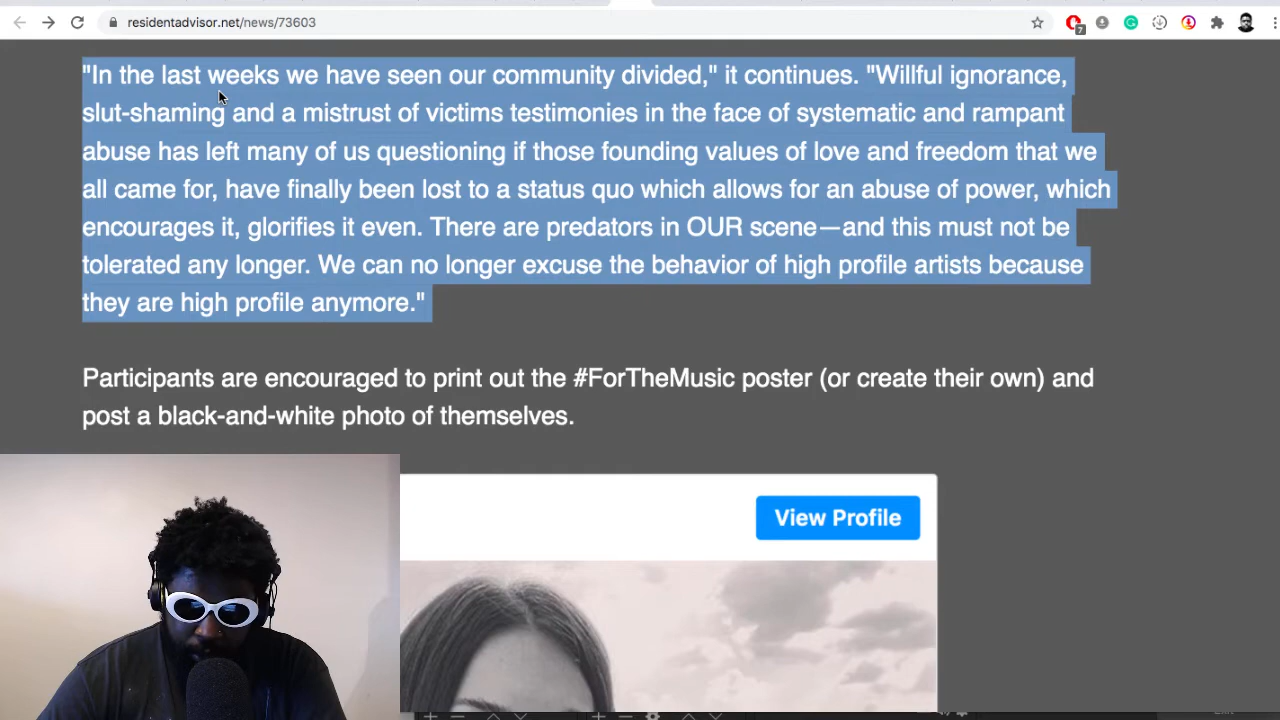 residentadvisor.net/news/73603
7
"In the last weeks we have seen our community divided," it continues. "Willful ignorance,
slut-shaming and a mistrust of victims testimonies in the face of systematic and rampant
abuse has left many of us questioning if those founding values of love and freedom that we
all came for, have finally been lost to a status quo which allows for an abuse of power, which
encourages it, glorifies it even. There are predators in OUR scene—and this must not be
tolerated any longer. We can no longer excuse the behavior of high profile artists because
they are high profile anymore."
Participants are encouraged to print out the #ForTheMusic poster (or create their own) and
post a black-and-white photo of themselves.
View Profile